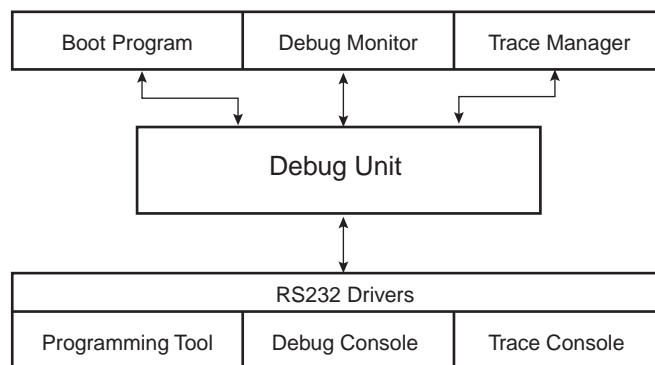 Boot Program Debug Monitor Trace Manager
Debug Unit
RS232 Drivers
Programming Tool Debug Console Trace Console